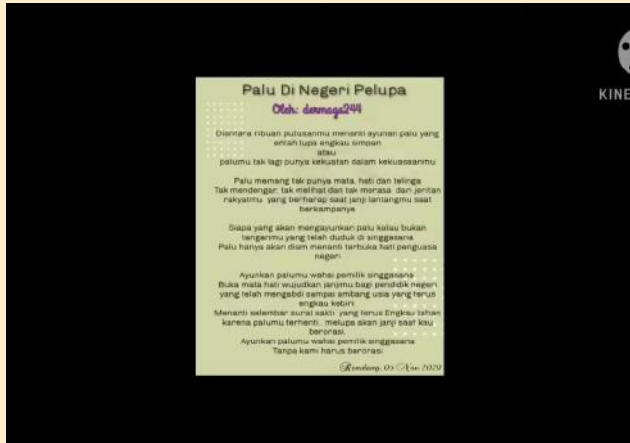 Palu Di Negeri Pelupa
Oleh: dermaga244
Diantara ribuan putusanmu menanti ayunan palu yang
entah lupa engkau simpan
atau
palumu tak lagi punya kekuatan dalam kekuasaanmu
Palu memang tak punya mata, hati dan telinga
Tak mendengar, tak melihat dan tak merasa dari jeritan
rakyatmu yang berharap saat janji lantangmu saat
berkampanye
Siapa yang akan mengayunkan palu kalau bukan
tanganmu yang telah duduk di singgasana
Palu hanya akan diam menanti terbuka hati penguasa
negeri
Ayunkan palumu wahai pemilik singgasana
Buka mata hati wujudkan janjimu bagi pendidik negeri
yang telah mengabdi sampai ambang usia yang terus
engkau kebiri
Menanti selembar surat sakti yang terus Engkau tahan
karena palumu terhenti, melupa akan janji saat kau
berorasi
Ayunkan palumu wahai pemilik singgasana
Tanpa kami harus berorasi
Rembang, 05 Nov 2020
KINE